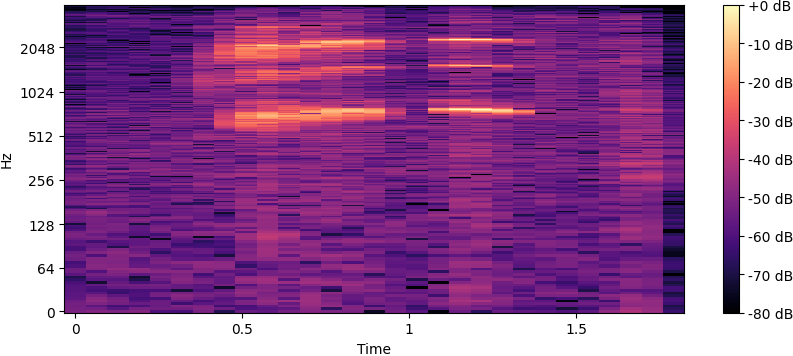 +0 dB
2048
-10 dB
1024
-20 dB
512
-30 dB
Hz
256
-40 dB
128
-50 dB
64
-60 dB
-70 dB
0
-80 dB
0
0.5
1
1.5
Time